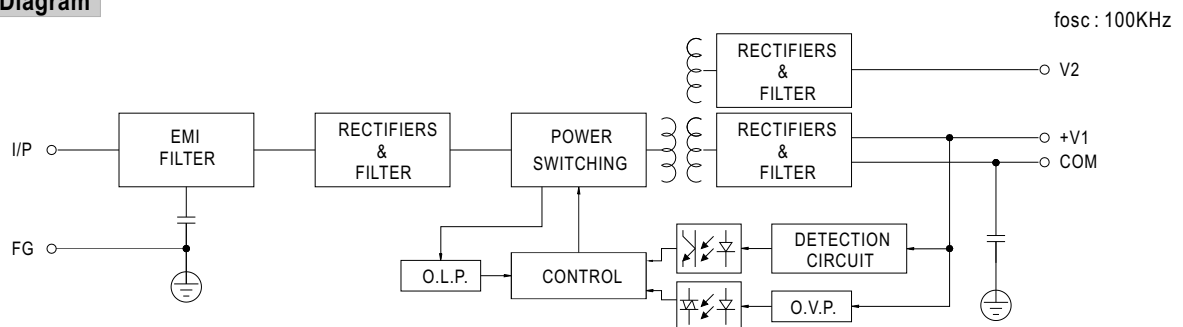 Diagram
fosc : 100KHz
RECTIFIERS
&
FILTER
V2
I/P
EMI
FILTER
RECTIFIERS
&
FILTER
POWER
SWITCHING
RECTIFIERS
&
FILTER
+V1
COM
FG
O.L.P.
CONTROL
DETECTION
CIRCUIT
O.V.P.